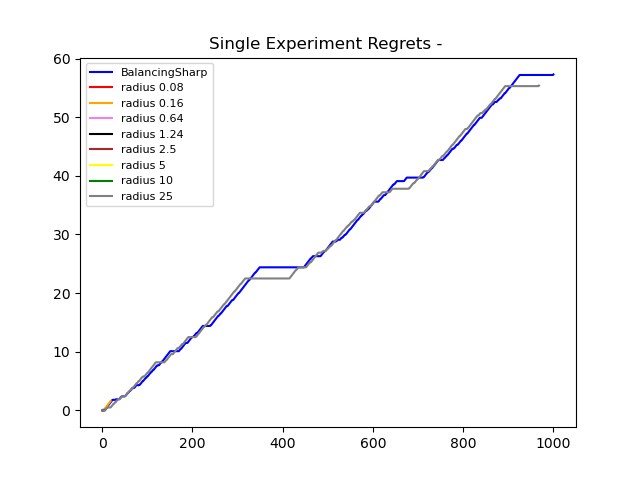 Single Experiment Regrets -
60
50
40
30
20
10
0
BalancingSharp
radius 0.08
radius 0.16
radius 0.64
radius 1.24
radius 2.5
radius 5
radius 10
radius 25
0 200 400 600 800 1000